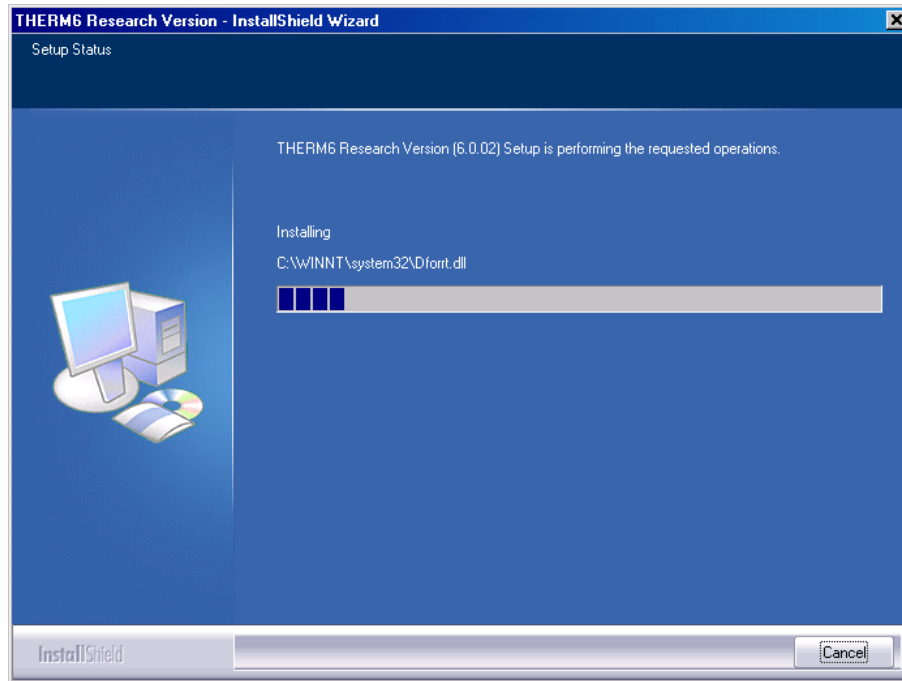 THERM6 Research Version - InstallShield Wizard
Setup Status
THERM6 Research Version (6.0.02) Setup is performing the requested operations.
Installing
C:\WINNT\system32\Dforrt.dll
InstallShield
Cancel